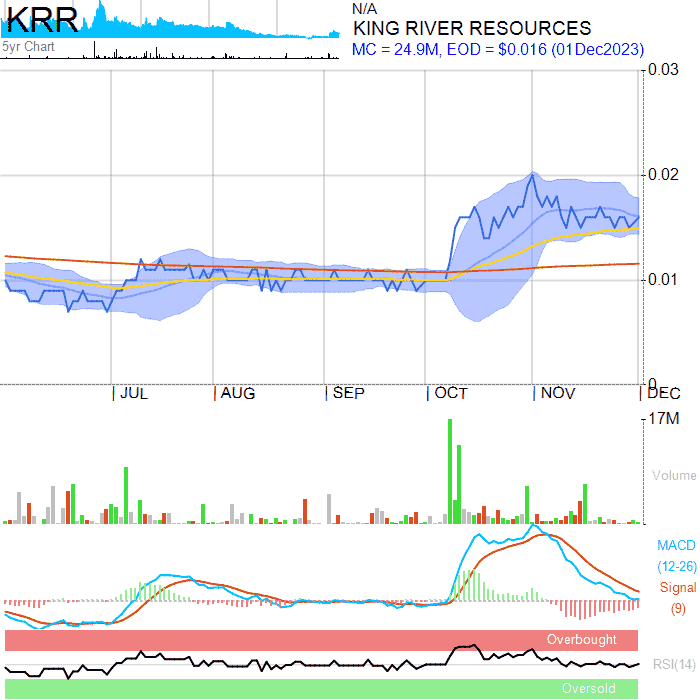 KRR
5yr Chart
N/A
KING RIVER RESOURCES
MC = 24.9M, EOD = $0.016 (01Dec2023)
0.03
0.02
0.01
0
JUL AUG SEP OCT NOV DEC
17M
Volume
MACD
(12-26)
Signal
(9)
Overbought
RSI(14)
Oversold